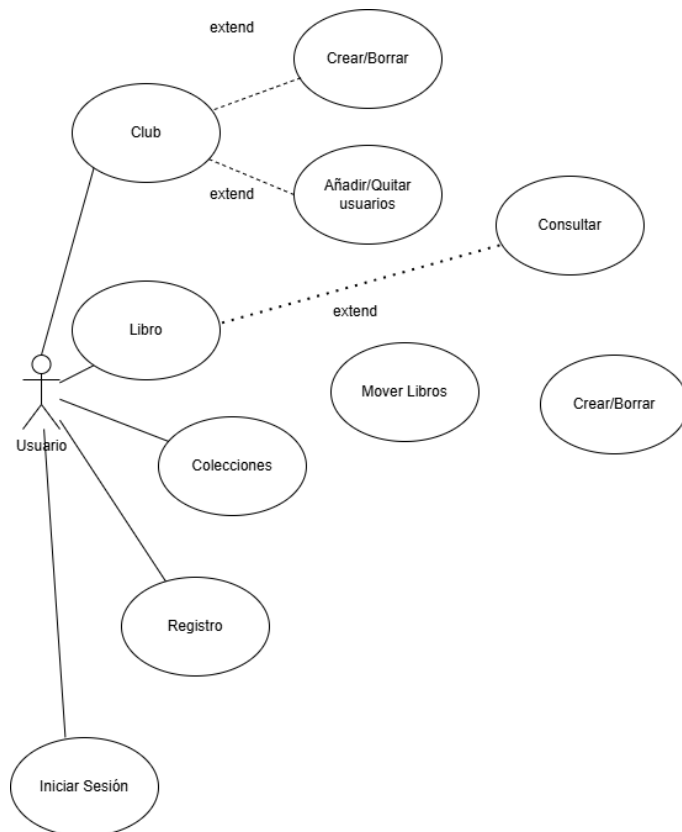 extend
Crear/Borrar
Club
extend
Añadir/Quitar
usuarios
Consultar
Libro
extend
Mover Libros
Crear/Borrar
Usuario
Colecciones
Registro
Iniciar Sesión